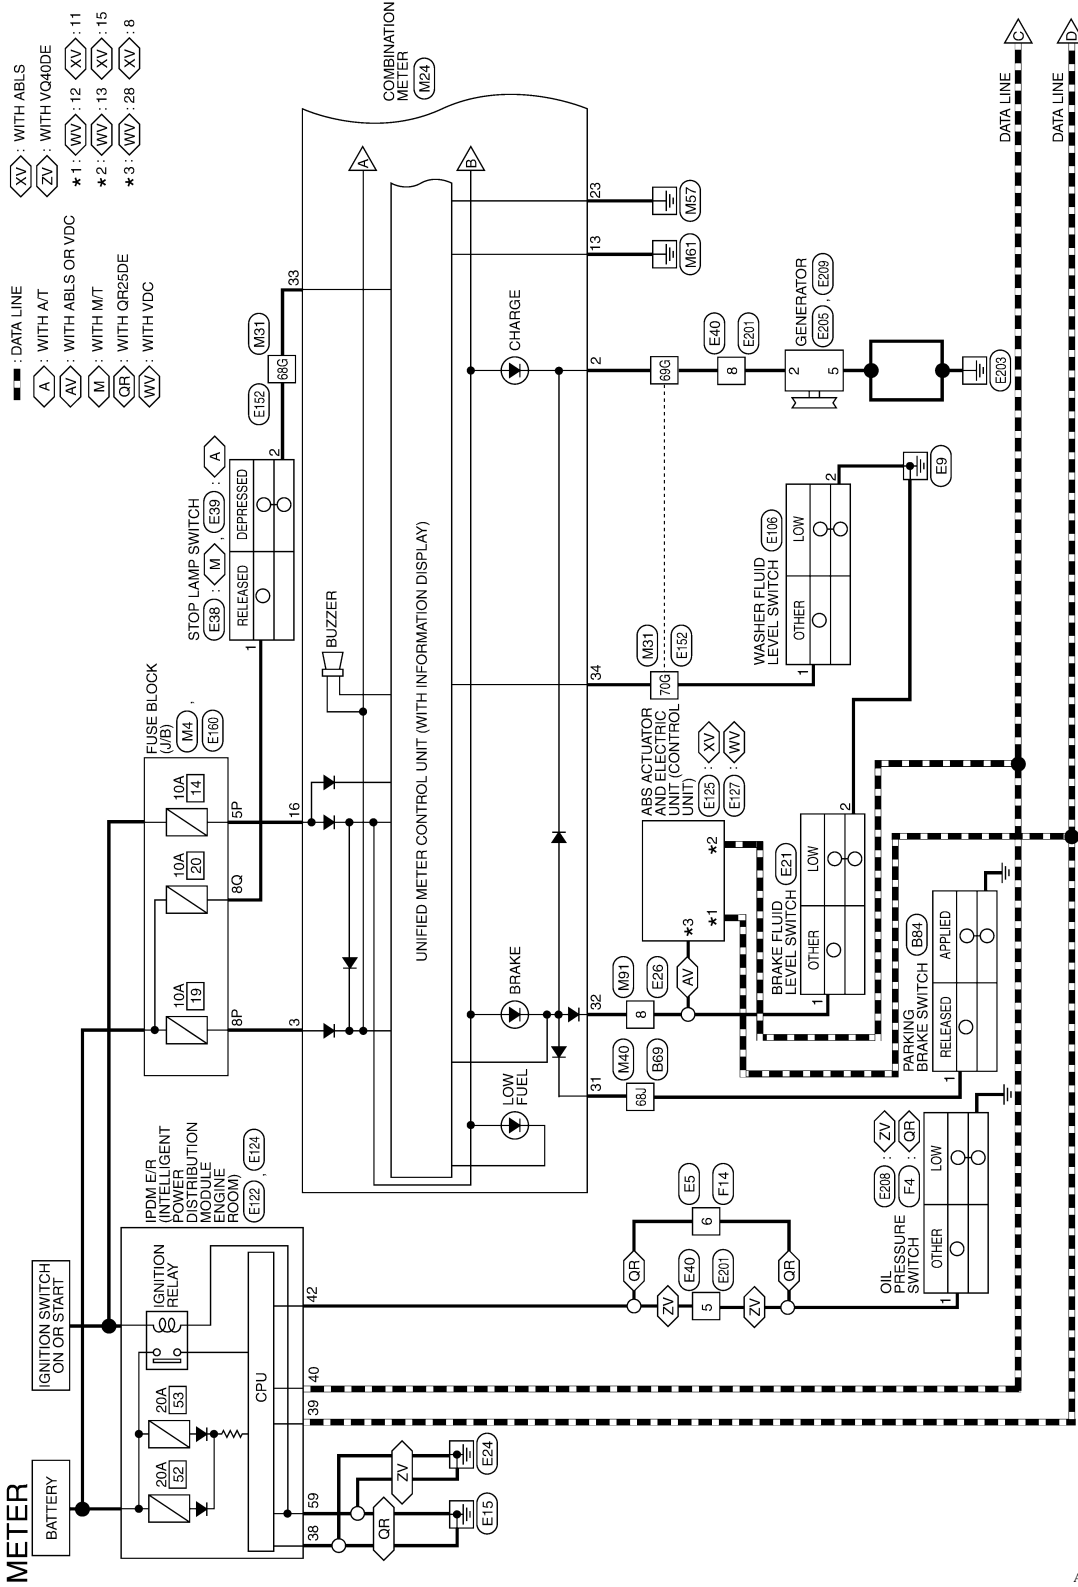 METER
BATTERY
IGNITION SWITCH
ON OR START
: DATA LINE
A : WITH A/T
AV : WITH ABLS OR VDC
M : WITH M/T
QR : WITH QR25DE
WV : WITH VDC
XV : WITH ABLS
ZV : WITH VQ40DE
*1 : WV : 12 XV : 11
*2 : WV : 13 XV : 15
*3 : WV : 28 XV : 8
IPDM E/R
(INTELLIGENT
POWER
DISTRIBUTION
MODULE
ENGINE
ROOM)
E122 , E124
20A
52
20A
53
IGNITION
RELAY
CPU
38
59
39
40
42
FUSE BLOCK
(J/B)
M4 ,
E160
10A
19
10A
20
10A
14
8P
8Q
5P
STOP LAMP SWITCH
E38 : M , E39 : A
RELEASED
DEPRESSED
1
2
E152
M31
68G
COMBINATION
METER
M24
3
16
33
BUZZER
A
UNIFIED METER CONTROL UNIT (WITH INFORMATION DISPLAY)
B
LOW
FUEL
BRAKE
CHARGE
31
32
34
2
13
23
M61
M57
QR
ZV
E15
E24
QR
ZV
E40
E201
5
ZV
QR
E5
F14
6
OIL
PRESSURE
SWITCH
E208 : ZV
F4 : QR
OTHER
LOW
1
M40
B69
68J
PARKING
BRAKE SWITCH
B84
RELEASED
APPLIED
1
M91
E26
8
AV
BRAKE FLUID
LEVEL SWITCH
E21
OTHER
LOW
1
2
ABS ACTUATOR
AND ELECTRIC
UNIT (CONTROL
UNIT)
E125 : XV
E127 : WV
*3
*1
*2
M31
E152
70G
69G
WASHER FLUID
LEVEL SWITCH
E106
OTHER
LOW
1
2
E9
E40
E201
8
GENERATOR
E205 , E209
2
5
E203
DATA LINE
C
DATA LINE
D